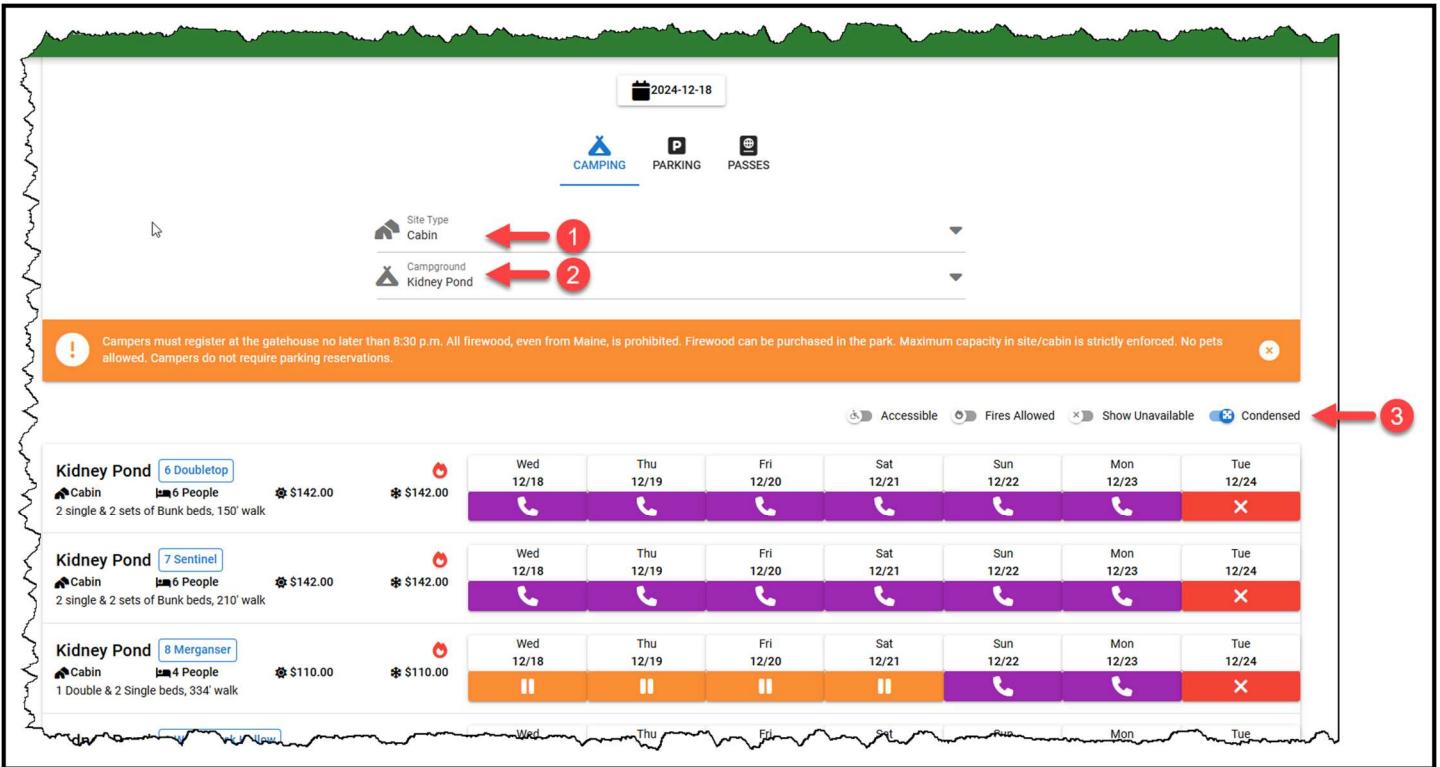 2024-12-18
CAMPING PARKING PASSES
Site Type
Cabin
1
Campground
Kidney Pond
2
Campers must register at the gatehouse no later than 8:30 p.m. All firewood, even from Maine, is prohibited. Firewood can be purchased in the park. Maximum capacity in site/cabin is strictly enforced. No pets
allowed. Campers do not require parking reservations.
Accessible Fires Allowed Show Unavailable Condensed
3
Kidney Pond 6 Doubletop
Cabin 6 People $142.00 $142.00
2 single & 2 sets of Bunk beds, 150' walk
Wed Thu Fri Sat Sun Mon Tue
12/18 12/19 12/20 12/21 12/22 12/23 12/24
Kidney Pond 7 Sentinel
Cabin 6 People $142.00 $142.00
2 single & 2 sets of Bunk beds, 210' walk
Wed Thu Fri Sat Sun Mon Tue
12/18 12/19 12/20 12/21 12/22 12/23 12/24
Kidney Pond 8 Merganser
Cabin 4 People $110.00 $110.00
1 Double & 2 Single beds, 334' walk
Wed Thu Fri Sat Sun Mon Tue
12/18 12/19 12/20 12/21 12/22 12/23 12/24
Wed Thu Fri Sat Sun Mon Tue